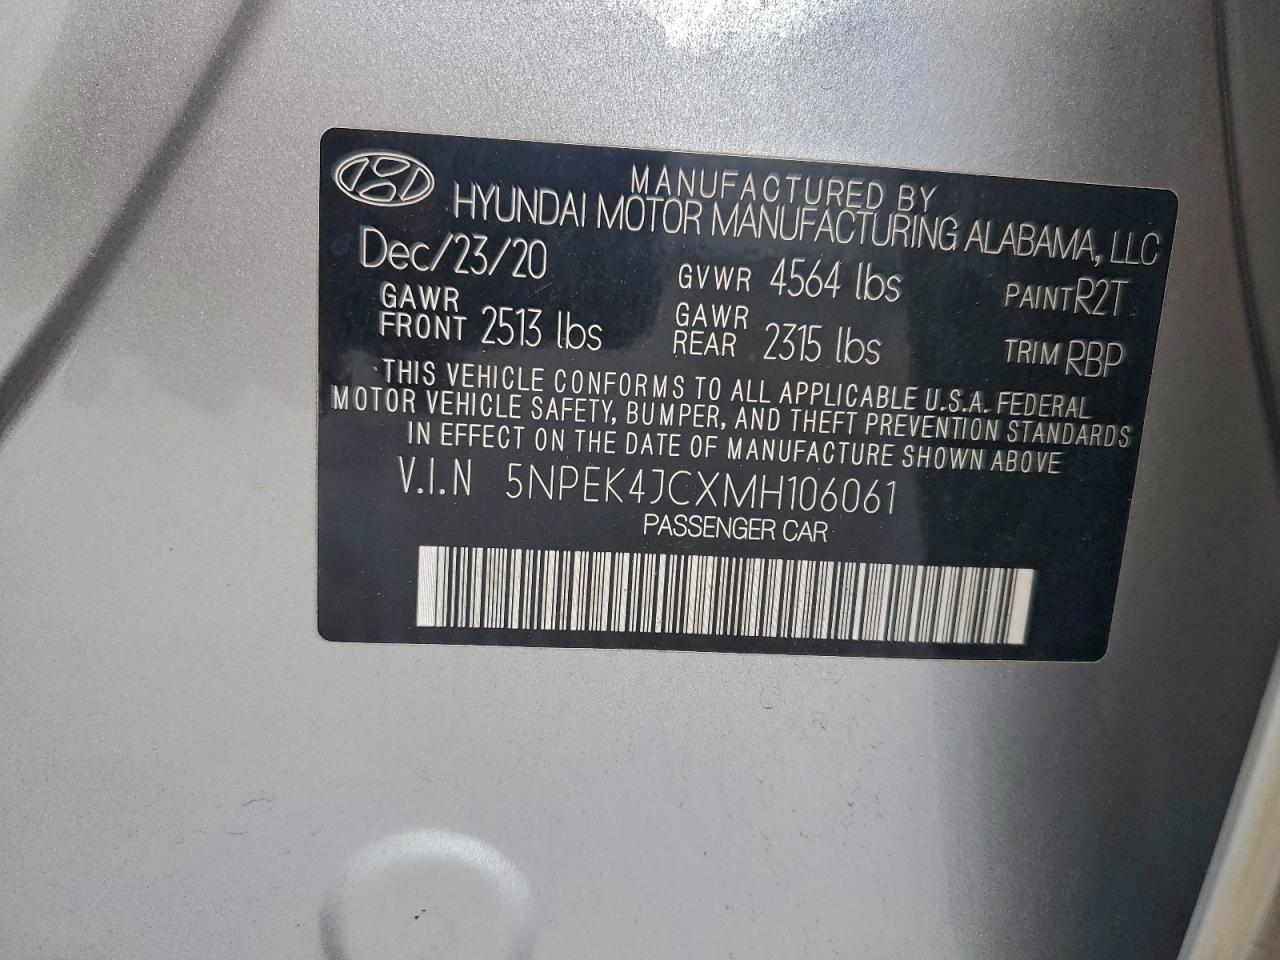 MANUFACTURED BY
HYUNDAI MOTOR MANUFACTURING ALABAMA, LLC
Dec/23/20 GVWR 4564 lbs PAINT R2T
GAWR FRONT 2513 lbs GAWR REAR 2315 lbs TRIM RBP
THIS VEHICLE CONFORMS TO ALL APPLICABLE U.S.A. FEDERAL
MOTOR VEHICLE SAFETY, BUMPER, AND THEFT PREVENTION STANDARDS
IN EFFECT ON THE DATE OF MANUFACTURE SHOWN ABOVE
V.I.N 5NPEK4JCXMH106061
PASSENGER CAR